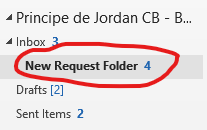 Principe de Jordan CB - B...
Inbox 3
New Request Folder 4
Drafts [2]
Sent Items 2